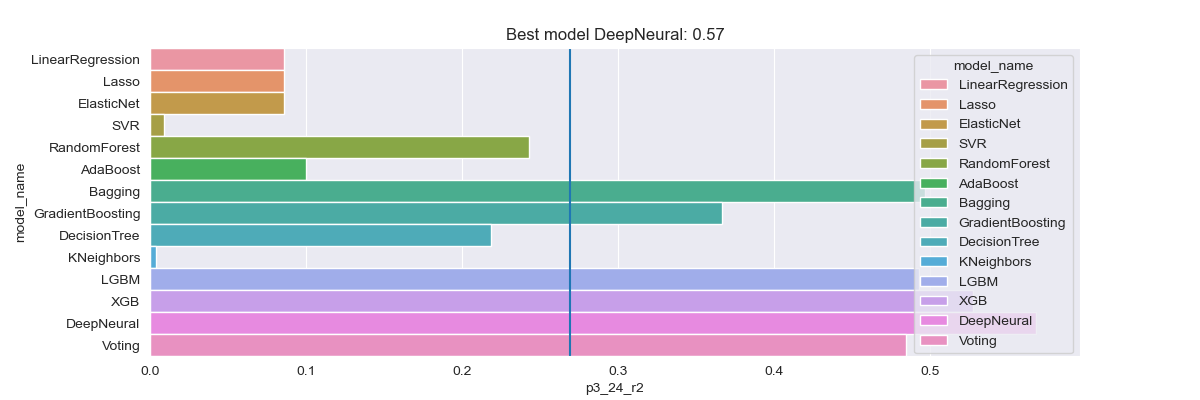 Best model DeepNeural: 0.57
model_name
LinearRegression
Lasso
ElasticNet
SVR
RandomForest
AdaBoost
Bagging
GradientBoosting
DecisionTree
KNeighbors
LGBM
XGB
DeepNeural
Voting
model_name
LinearRegression
Lasso
ElasticNet
SVR
RandomForest
AdaBoost
Bagging
GradientBoosting
DecisionTree
KNeighbors
LGBM
XGB
DeepNeural
Voting
0.0 0.1 0.2 0.3 0.4 0.5
p3_24_r2